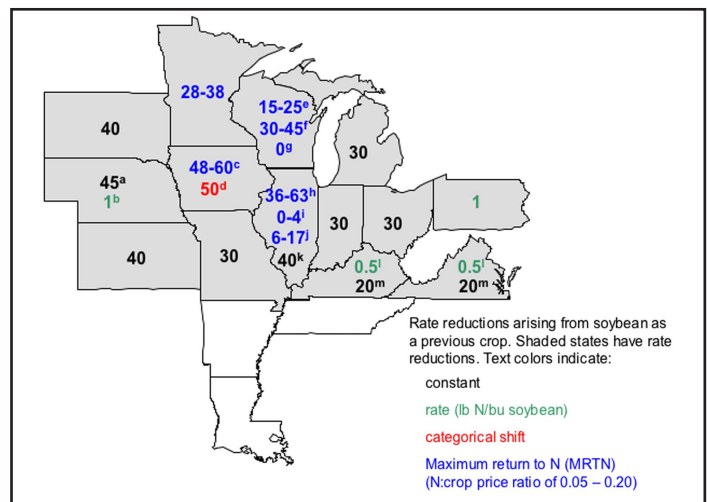 28-38
15-25ᵉ
30-45ᶠ
0ᵍ
40
30
45ᵃ
1ᵇ
48-60ᶜ
50ᵈ
36-63ʰ
0-4ⁱ
6-17ʲ
40ᵏ
30
30
1
40
30
0.5ˡ
20ᵐ
0.5ˡ
20ᵐ
Rate reductions arising from soybean as
a previous crop. Shaded states have rate
reductions. Text colors indicate:
constant
rate (lb N/bu soybean)
categorical shift
Maximum return to N (MRTN)
(N:crop price ratio of 0.05 – 0.20)